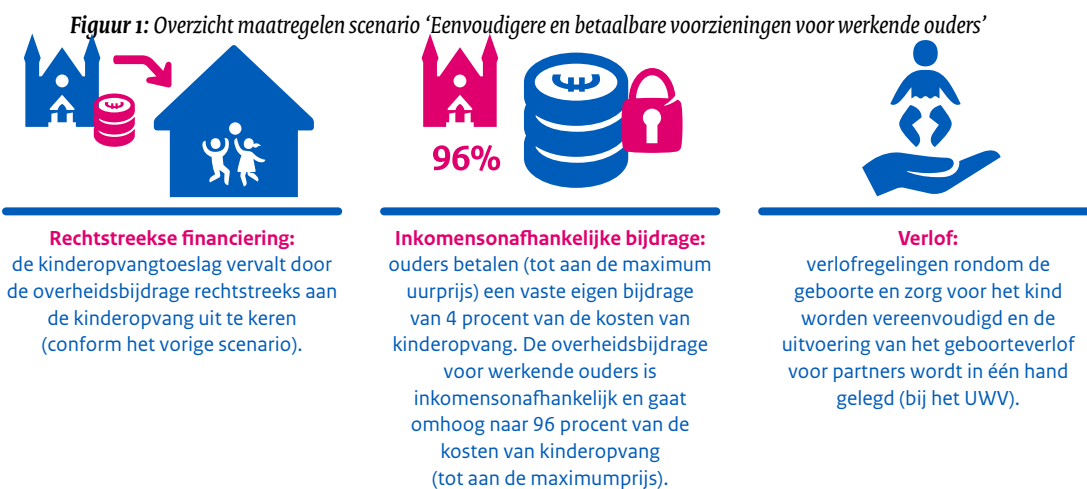 Figuur 1: Overzicht maatregelen scenario ‘Eenvoudigere en betaalbare voorzieningen voor werkende ouders’
Rechtstreekse financiering:
de kinderopvangtoeslag vervalt door
de overheidsbijdrage rechtstreeks aan
de kinderopvang uit te keren
(conform het vorige scenario).
96%
Inkomensonafhankelijke bijdrage:
ouders betalen (tot aan de maximum
uurprijs) een vaste eigen bijdrage
van 4 procent van de kosten van
kinderopvang. De overheidsbijdrage
voor werkende ouders is
inkomensonafhankelijk en gaat
omhoog naar 96 procent van de
kosten van kinderopvang
(tot aan de maximumprijs).
Verlof:
verlofregelingen rondom de
geboorte en zorg voor het kind
worden vereenvoudigd en de
uitvoering van het geboorteverlof
voor partners wordt in één hand
gelegd (bij het UWV).